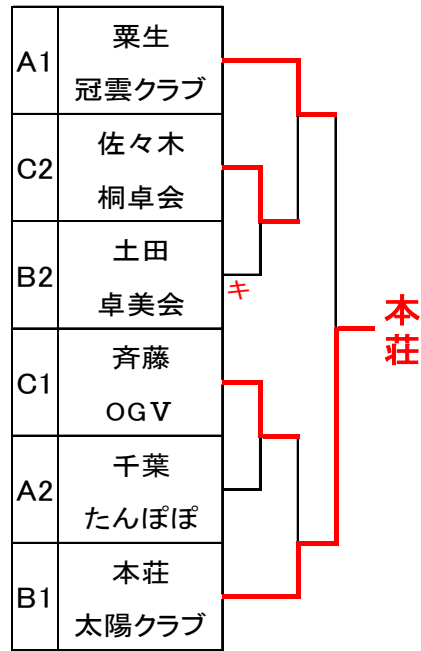 A1
粟生
冠雲クラブ
C2
佐々木
桐卓会
B2
土田
卓美会
キ
C1
斉藤
OGV
A2
千葉
たんぽぽ
B1
本荘
太陽クラブ
本荘